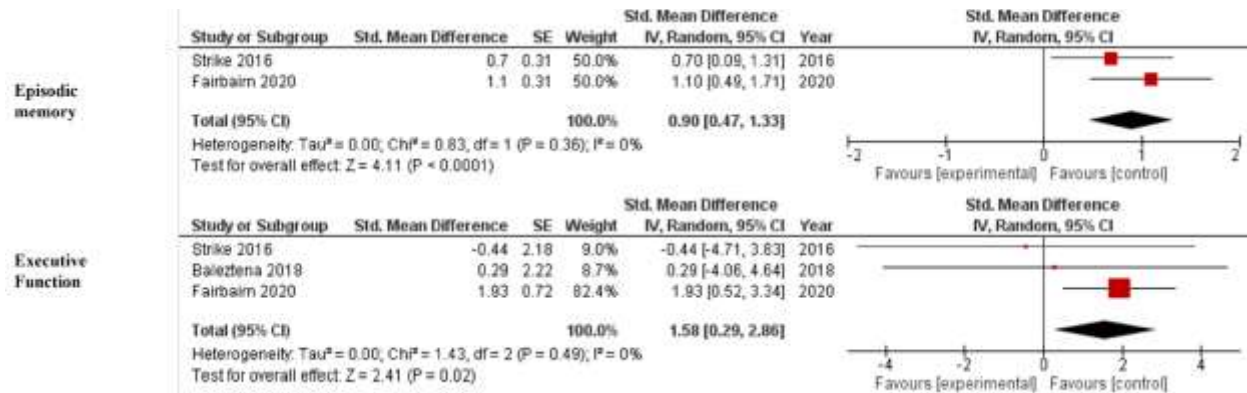 Std. Mean Difference Std. Mean Difference
Study or Subgroup Std. Mean Difference SE Weight IV, Random, 95% CI Year IV, Random, 95% CI
Strike 2016 0.7 0.31 50.0% 0.70 [0.09, 1.31] 2016
Fairbairn 2020 1.1 0.31 50.0% 1.10 [0.49, 1.71] 2020
Episodic
memory
Total (95% CI) 100.0% 0.90 [0.47, 1.33]
Heterogeneity: Tau² = 0.00; Chi² = 0.83, df = 1 (P = 0.36); I² = 0%
Test for overall effect: Z = 4.11 (P < 0.0001)
-2 -1 0 1 2
Favours [experimental] Favours [control]
Std. Mean Difference Std. Mean Difference
Study or Subgroup Std. Mean Difference SE Weight IV, Random, 95% CI Year IV, Random, 95% CI
Strike 2016 -0.44 2.18 9.0% -0.44 [-4.71, 3.83] 2016
Baleztena 2018 0.29 2.22 8.7% 0.29 [-4.06, 4.64] 2018
Fairbairn 2020 1.93 0.72 82.4% 1.93 [0.52, 3.34] 2020
Executive
Function
Total (95% CI) 100.0% 1.58 [0.29, 2.86]
Heterogeneity: Tau² = 0.00; Chi² = 1.43, df = 2 (P = 0.49); I² = 0%
Test for overall effect: Z = 2.41 (P = 0.02)
-4 -2 0 2 4
Favours [experimental] Favours [control]